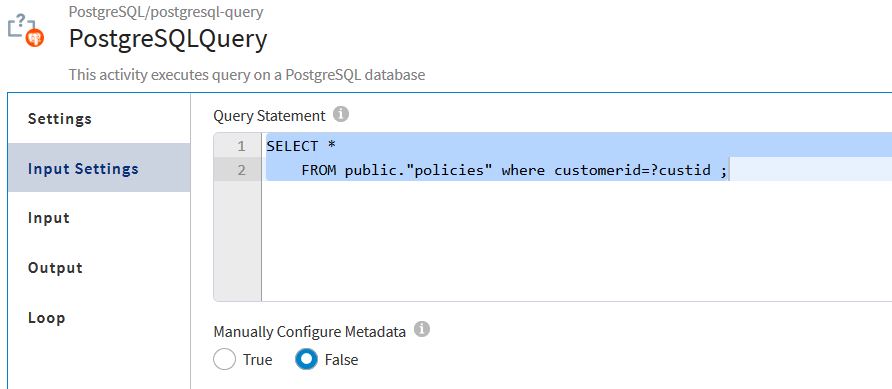 PostgreSQL/postgresql-query
PostgreSQLQuery
This activity executes query on a PostgreSQL database
Settings
Input Settings
Input
Output
Loop
Query Statement
1 SELECT *
2 FROM public."policies" where customerid=?custid ;
Manually Configure Metadata
True False